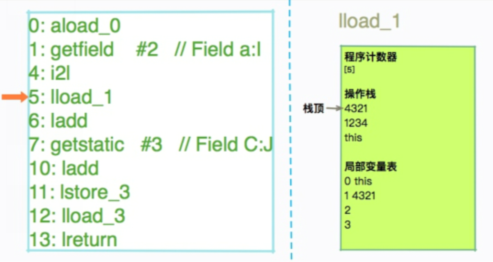 0: aload_0
1: getfield #2 // Field a:I
4: i2l
5: lload_1
6: ladd
7: getstatic #3 // Field C:J
10: ladd
11: lstore_3
12: lload_3
13: lreturn
lload_1
程序计数器
[5]
操作栈
栈顶
4321
1234
this
局部变量表
0 this
1 4321
2
3